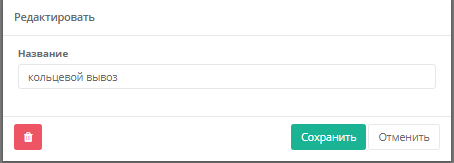 Редактировать
Название
кольцевой вывоз
Сохранить Отменить